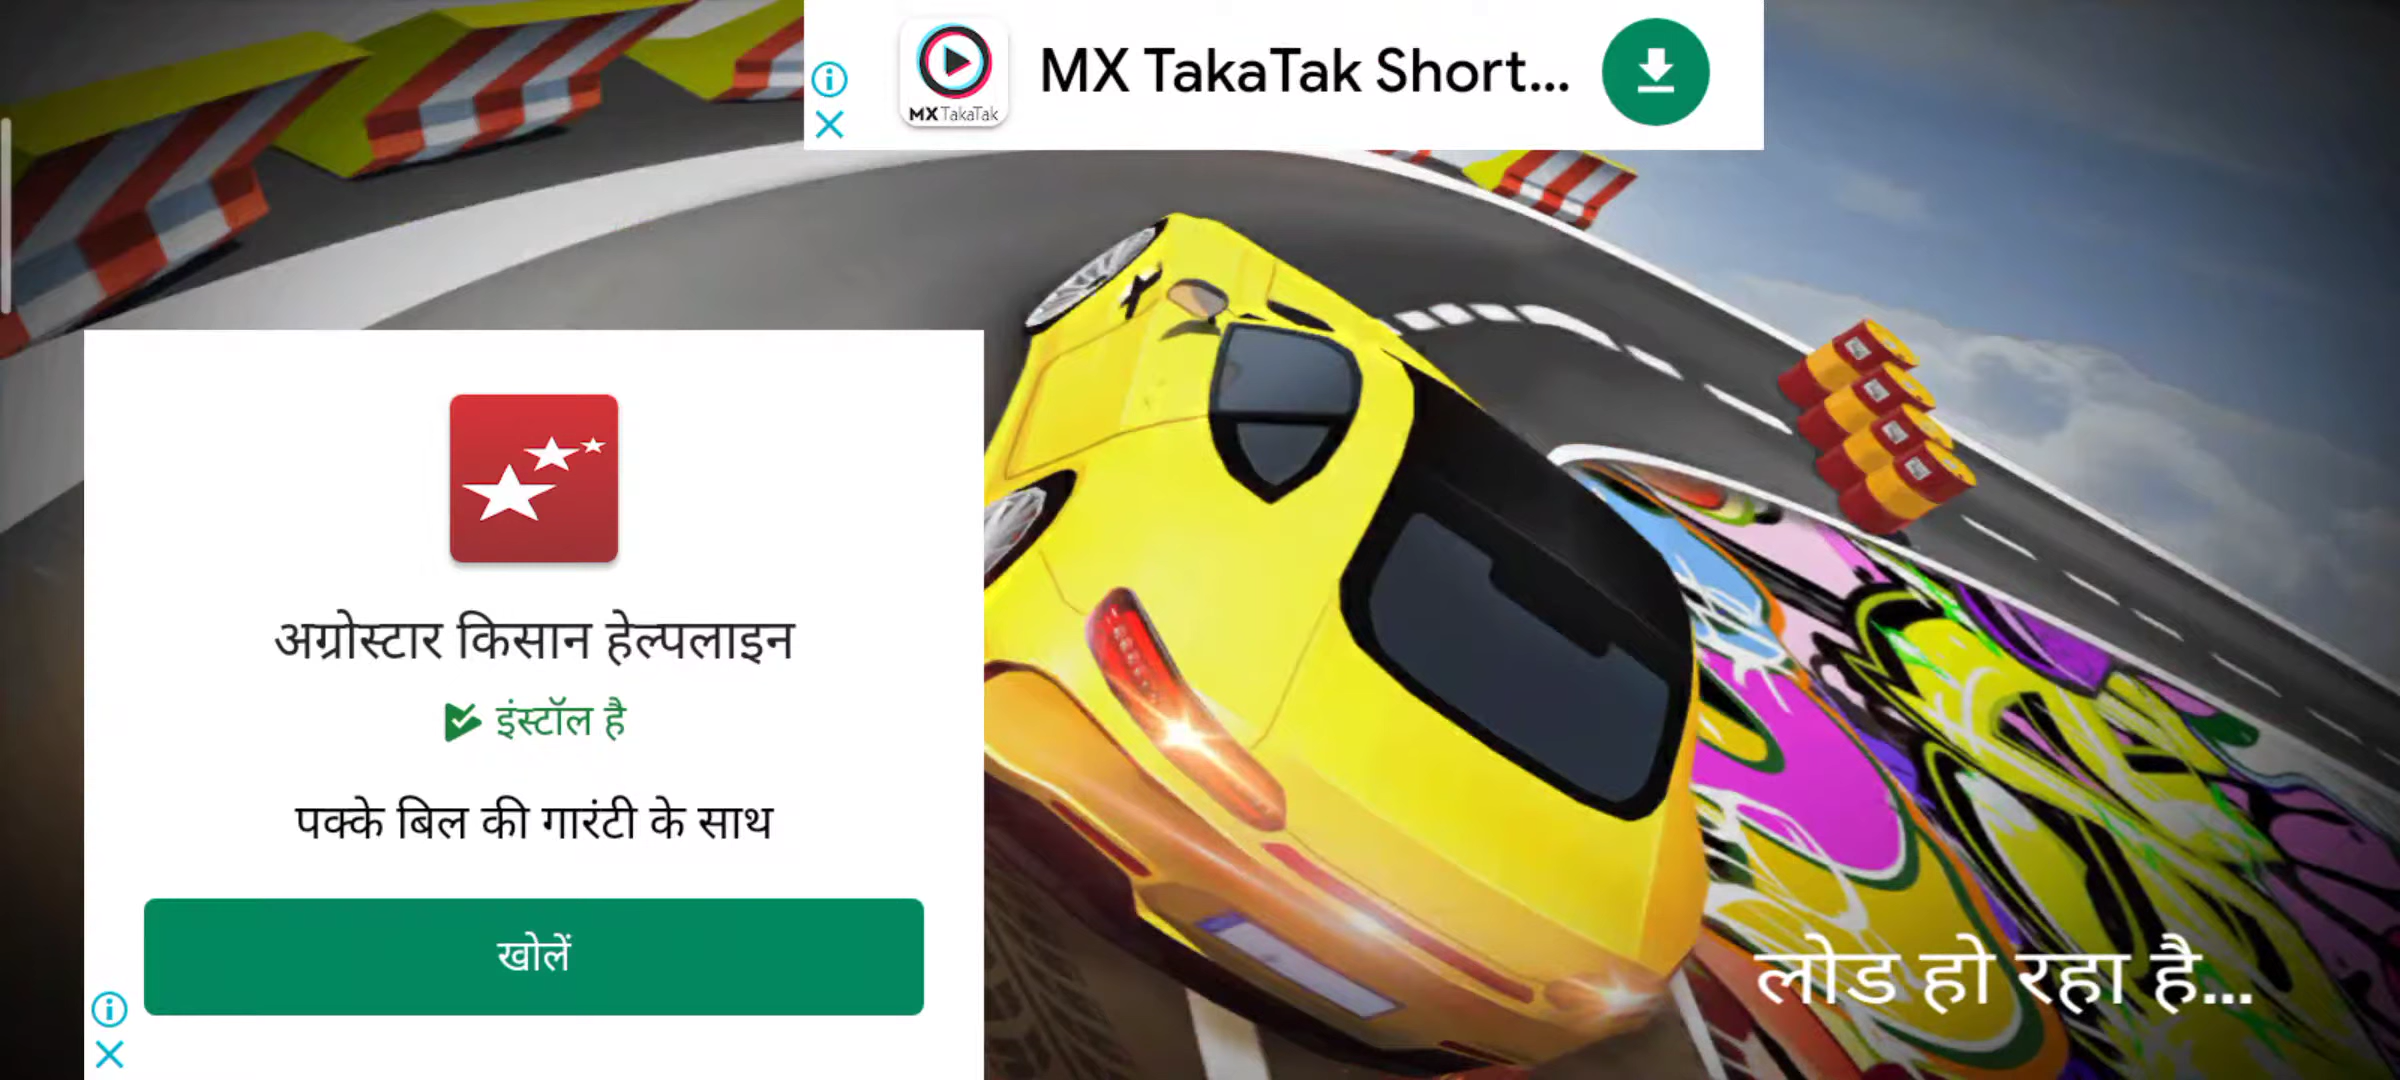 MX TakaTak Short...
MX TakaTak
अग्रोस्टार किसान हेल्पलाइन
इंस्टॉल है
पक्के बिल की गारंटी के साथ
खोलें
लोड हो रहा है...